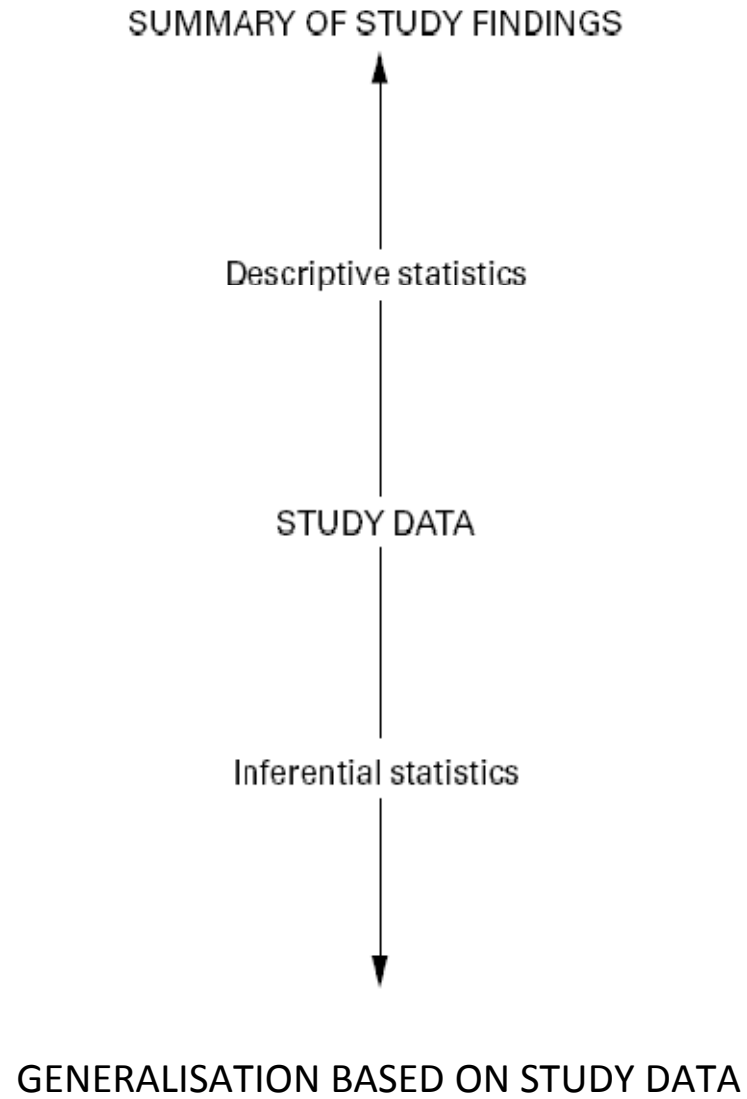 SUMMARY OF STUDY FINDINGS
Descriptive statistics
STUDY DATA
Inferential statistics
GENERALISATION BASED ON STUDY DATA